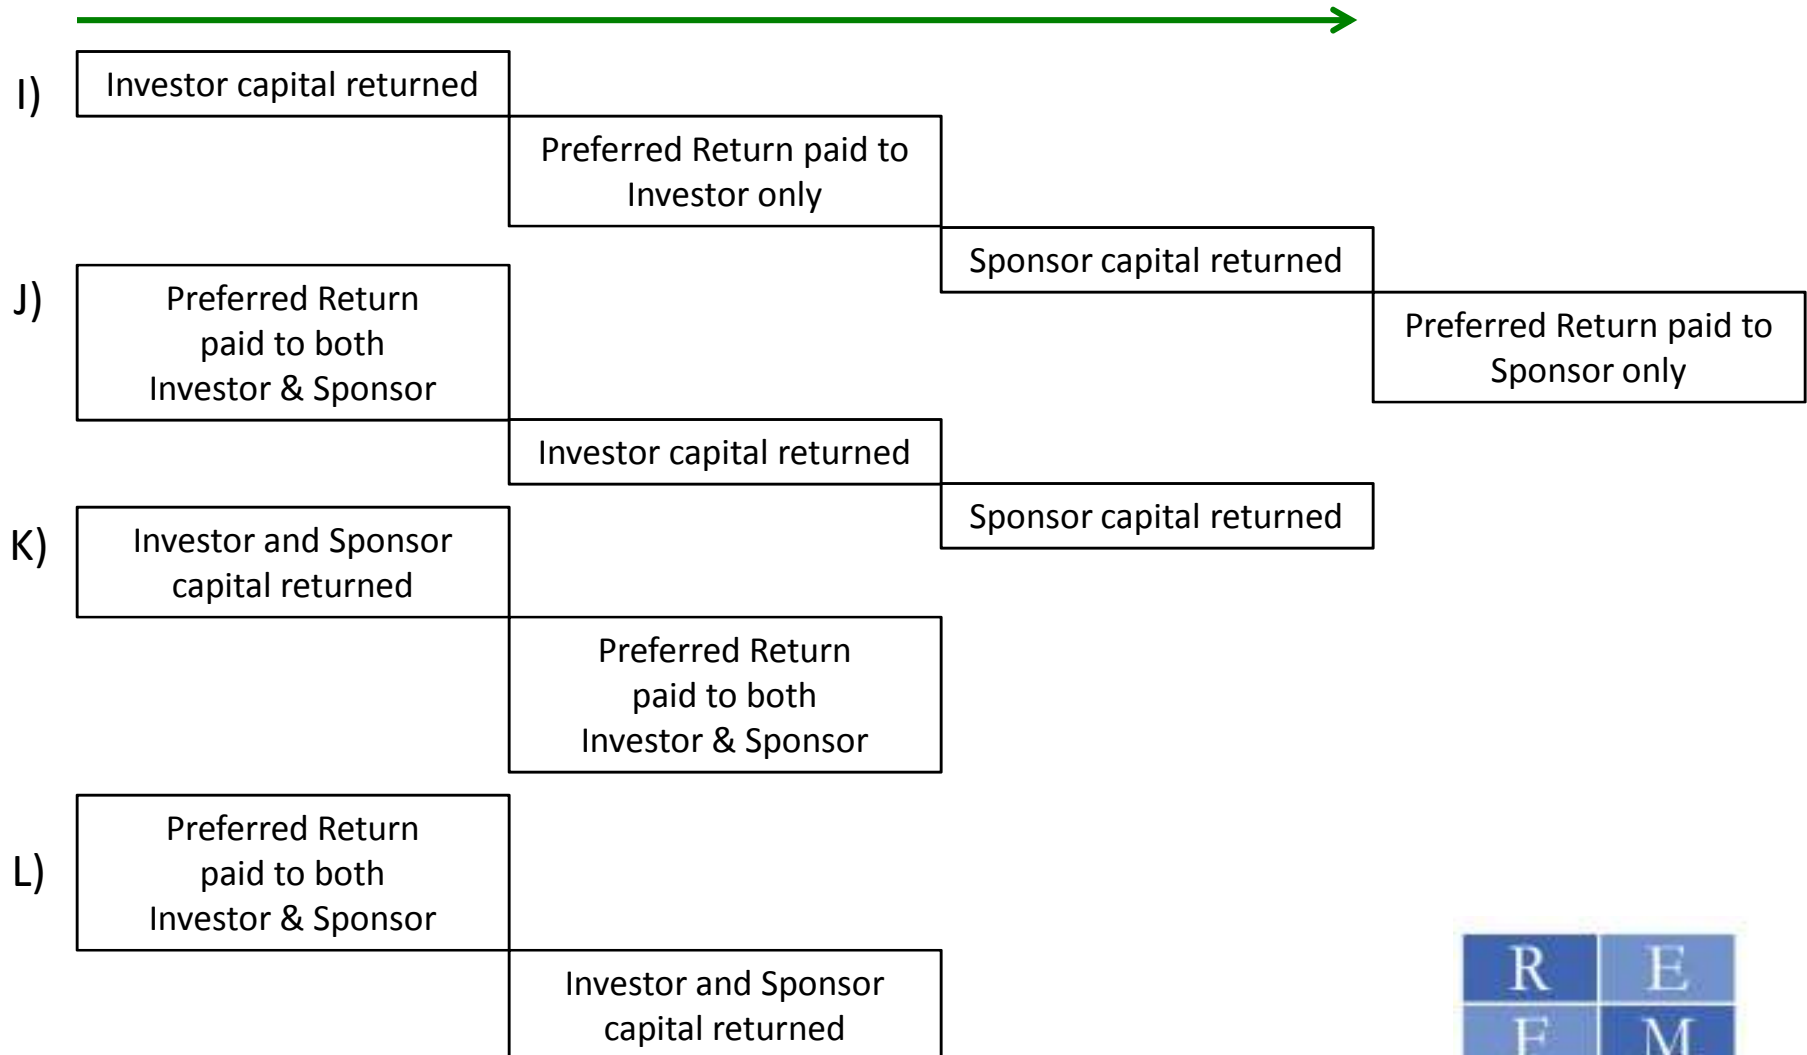 I)
Investor capital returned
Preferred Return paid to
Investor only
Sponsor capital returned
Preferred Return paid to
Sponsor only
J)
Preferred Return
paid to both
Investor & Sponsor
Investor capital returned
Sponsor capital returned
K)
Investor and Sponsor
capital returned
Preferred Return
paid to both
Investor & Sponsor
L)
Preferred Return
paid to both
Investor & Sponsor
Investor and Sponsor
capital returned
R E
F M